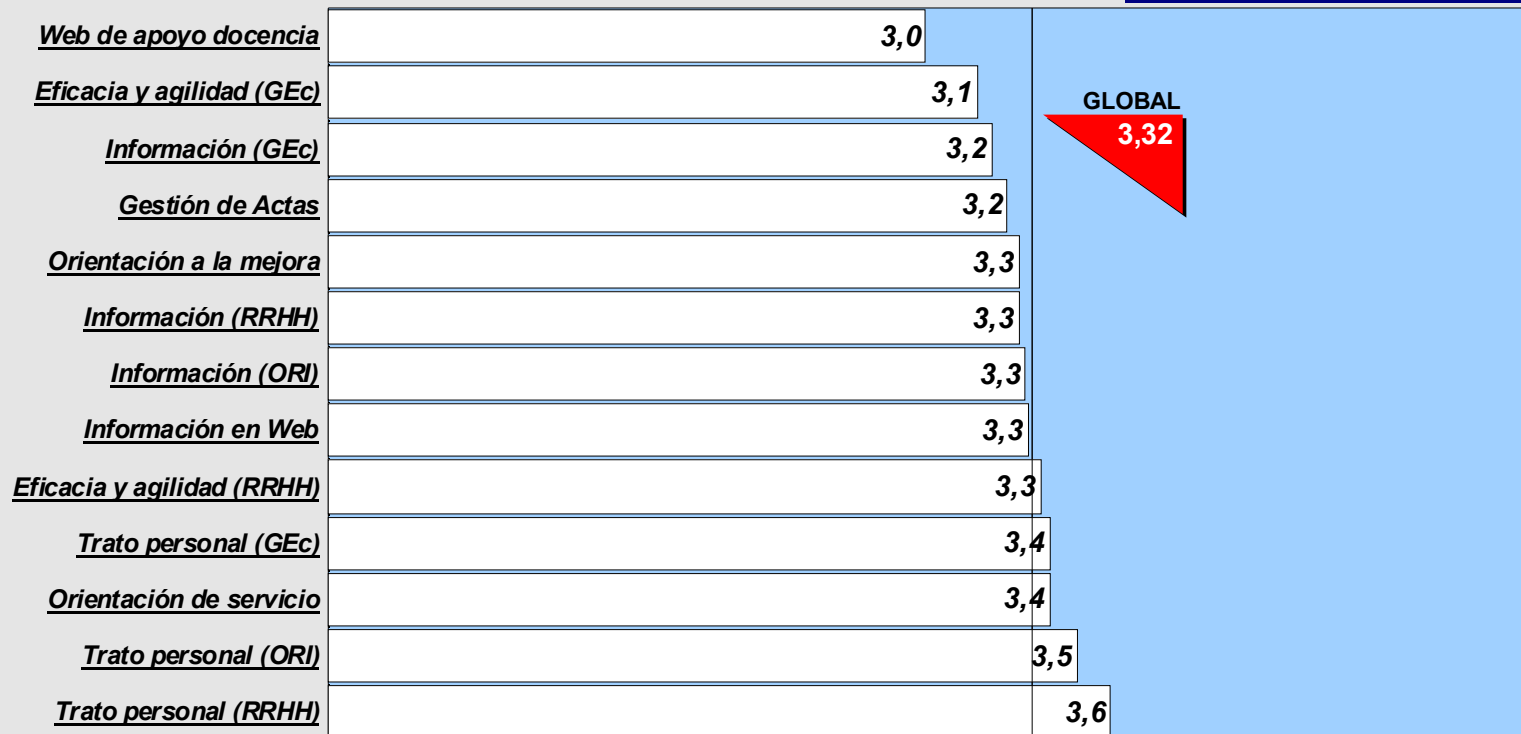 Web de apoyo docencia 3,0
Eficacia y agilidad (GEc) 3,1
GLOBAL
3,32
Información (GEc) 3,2
Gestión de Actas 3,2
Orientación a la mejora 3,3
Información (RRHH) 3,3
Información (ORI) 3,3
Información en Web 3,3
Eficacia y agilidad (RRHH) 3,3
Trato personal (GEc) 3,4
Orientación de servicio 3,4
Trato personal (ORI) 3,5
Trato personal (RRHH) 3,6